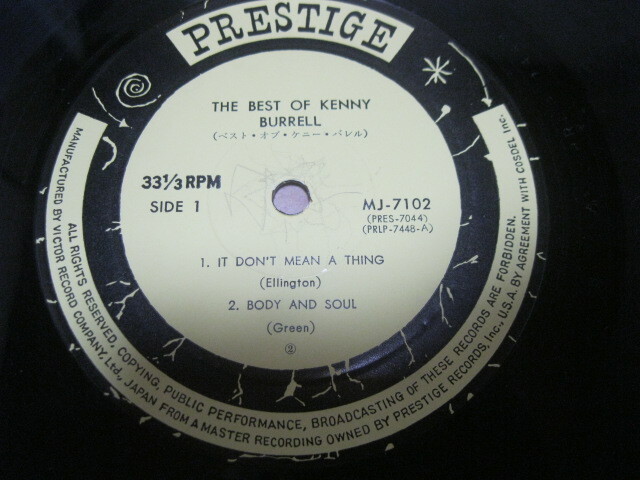 PRESTIGE
THE BEST OF KENNY
BURRELL
(ベスト・オブ・ケニー・バレル)
33⅓ RPM
SIDE 1
MJ-7102
(PRES-7044)
(PRLP-7448-A)
1. IT DON'T MEAN A THING
(Ellington)
2. BODY AND SOUL
(Green)
②
ALL RIGHTS RESERVED, COPYING, PUBLIC PERFORMANCE, BROADCASTING OF THESE RECORDS ARE FORBIDDEN.
MANUFACTURED BY VICTOR RECORD COMPANY, Ltd., JAPAN FROM A MASTER RECORDING OWNED BY PRESTIGE RECORDS, Inc., U.S.A. BY AGREEMENT WITH COSDEL Inc.